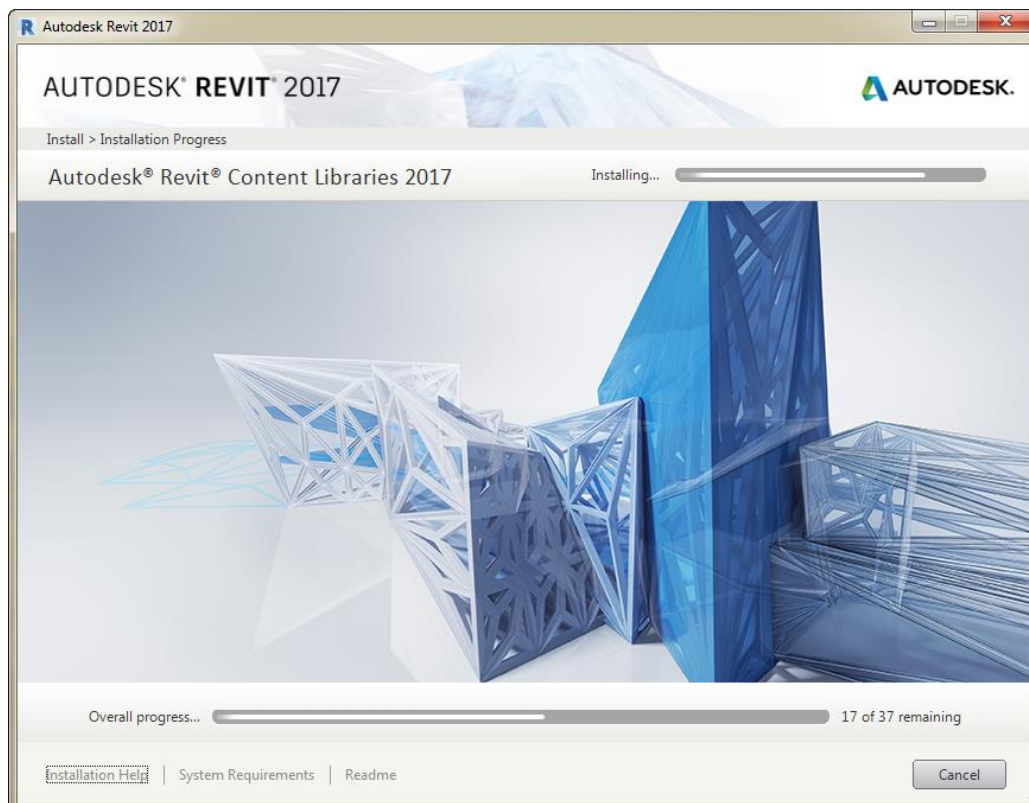 Autodesk Revit 2017
AUTODESK® REVIT® 2017
AUTODESK.
Install > Installation Progress
Autodesk® Revit® Content Libraries 2017
Installing...
Overall progress...
17 of 37 remaining
Installation Help
System Requirements
Readme
Cancel